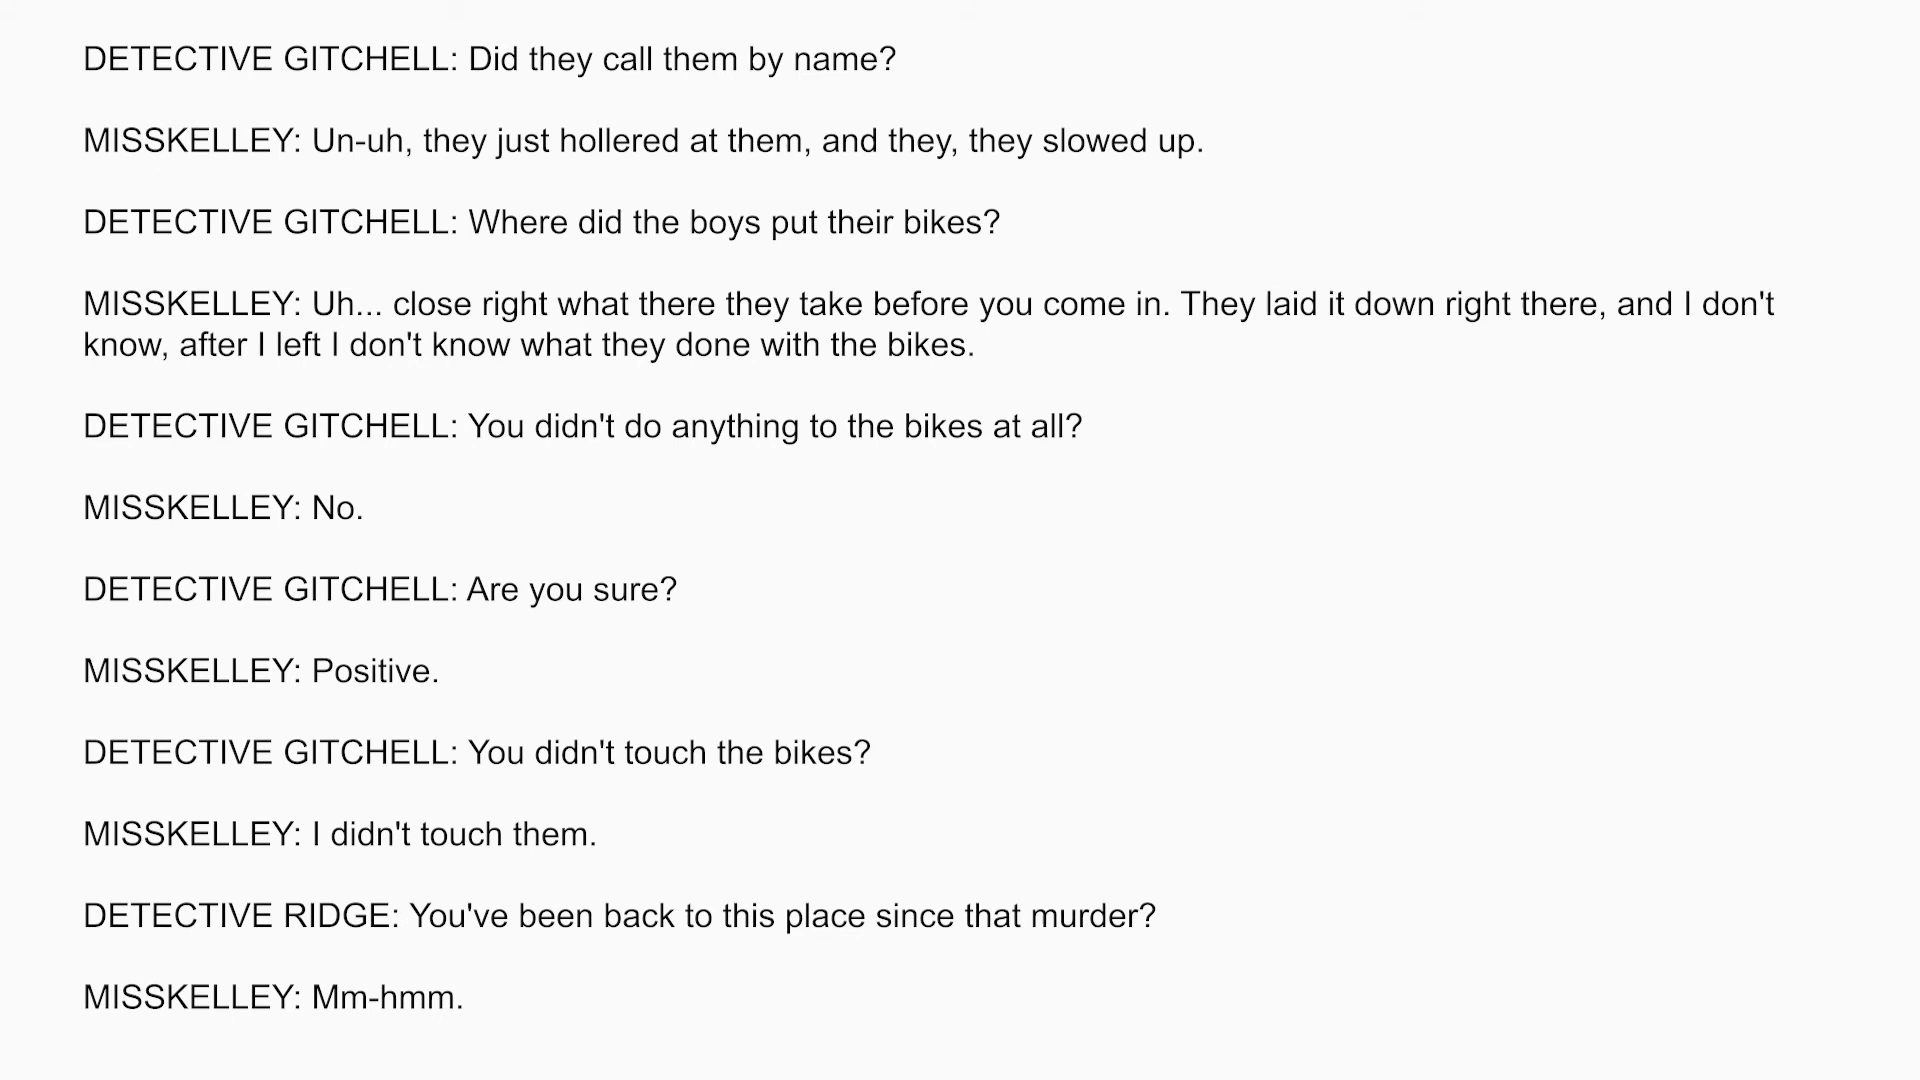 DETECTIVE GITCHELL: Did they call them by name?
MISSKELLEY: Un-uh, they just hollered at them, and they, they slowed up.
DETECTIVE GITCHELL: Where did the boys put their bikes?
MISSKELLEY: Uh... close right what there they take before you come in. They laid it down right there, and I don't
know, after I left I don't know what they done with the bikes.
DETECTIVE GITCHELL: You didn't do anything to the bikes at all?
MISSKELLEY: No.
DETECTIVE GITCHELL: Are you sure?
MISSKELLEY: Positive.
DETECTIVE GITCHELL: You didn't touch the bikes?
MISSKELLEY: I didn't touch them.
DETECTIVE RIDGE: You've been back to this place since that murder?
MISSKELLEY: Mm-hmm.